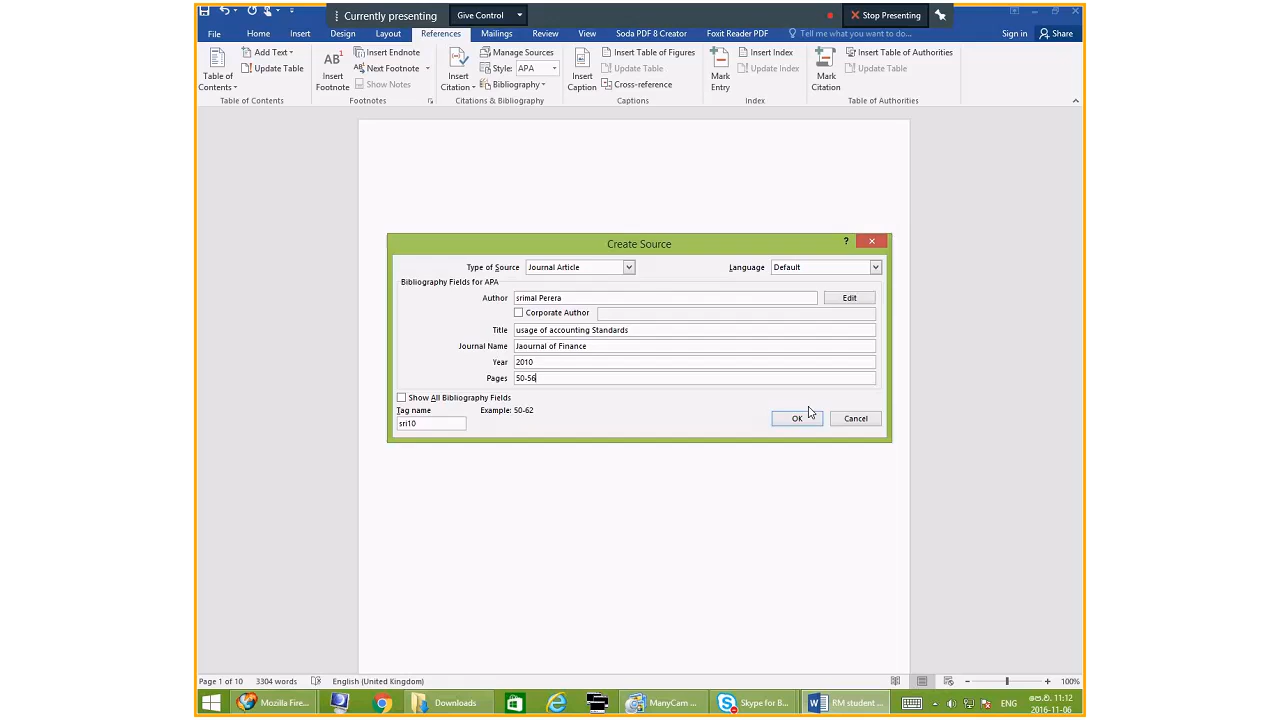 Currently presenting Give Control Stop Presenting
File Home Insert Design Layout References Mailings Review View Soda PDF 8 Creator Foxit Reader PDF Tell me what you want to do... Sign in Share
Table of Contents Add Text Update Table
AB1 Insert Footnote Insert Endnote AB1 Next Footnote Show Notes
Insert Citation Manage Sources Style: APA Bibliography
Insert Caption Insert Table of Figures Update Table Cross-reference
Mark Entry Insert Index Update Index
Mark Citation Insert Table of Authorities Update Table
Table of Contents Footnotes Citations & Bibliography Captions Index Table of Authorities
Create Source ?
Type of Source Journal Article Language Default
Bibliography Fields for APA
Author srimal Perera Edit
Corporate Author
Title usage of accounting Standards
Journal Name Jaournal of Finance
Year 2010
Pages 50-56
Show All Bibliography Fields
Tag name Example: 50-62
sri10
OK Cancel
Page 1 of 10 3304 words English (United Kingdom) 100%
Mozilla Fire... Downloads ManyCam ... Skype for B... RM student ... ENG 11:12
2016-11-06